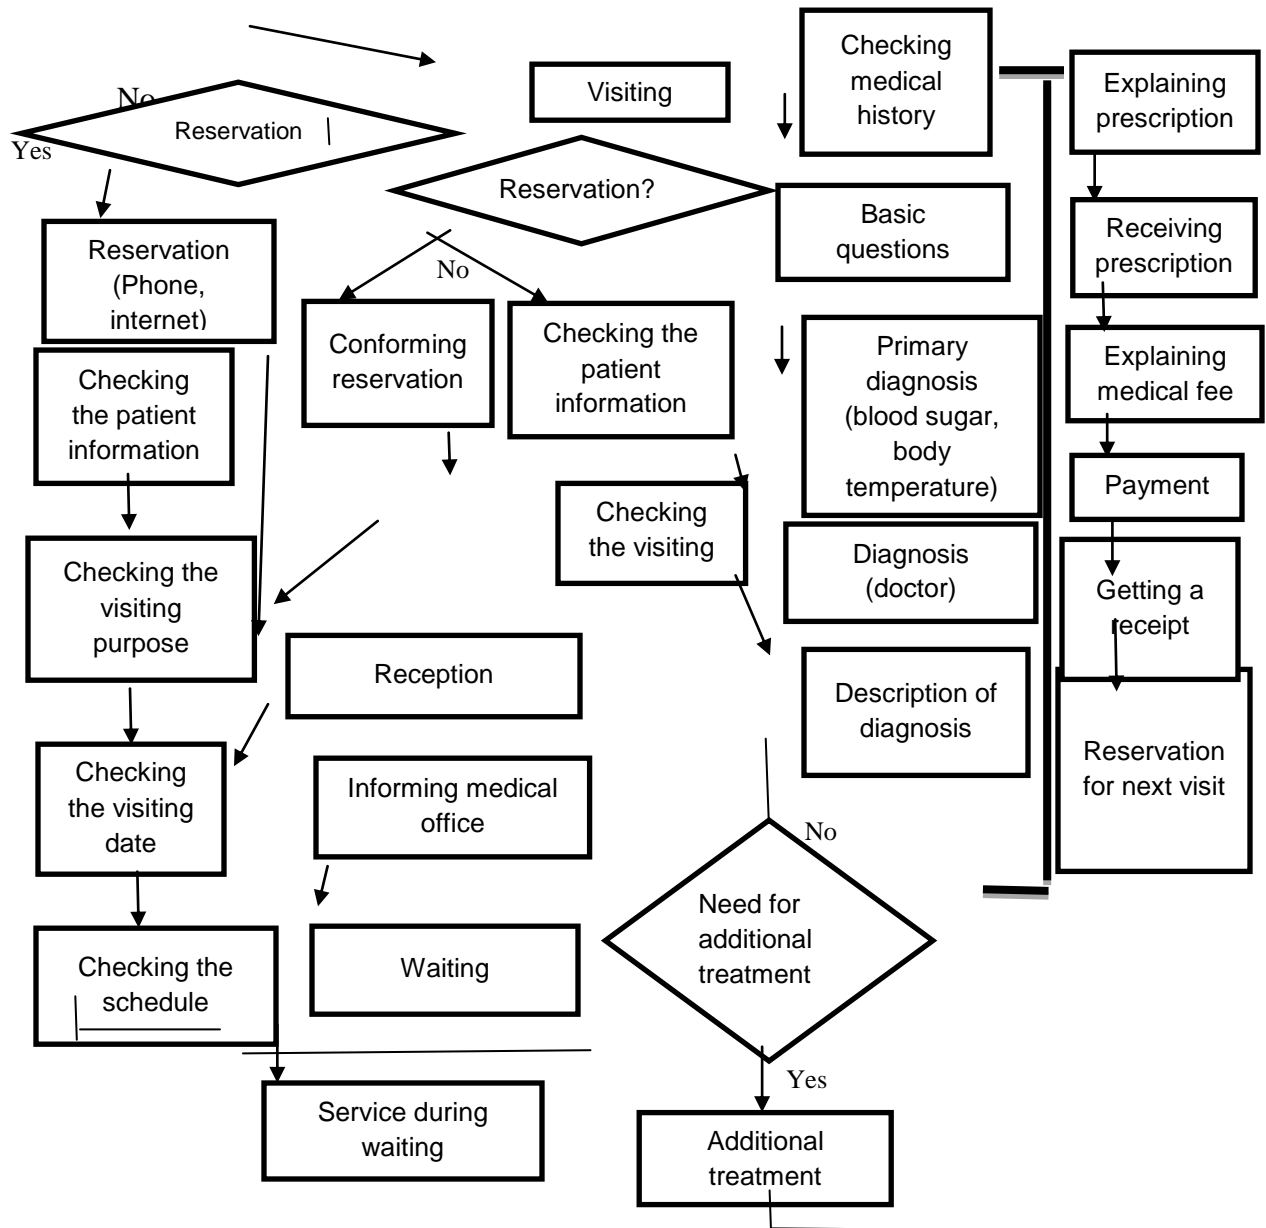 No
Reservation
Yes
Reservation
(Phone,
internet)
Checking
the patient
information
Checking the
visiting
purpose
Checking
the visiting
date
Checking the
schedule
Visiting
Reservation?
No
Conforming
reservation
Checking the
patient
information
Checking
the visiting
Reception
Informing medical
office
Waiting
Service during
waiting
Checking
medical
history
Basic
questions
Primary
diagnosis
(blood sugar,
body
temperature)
Diagnosis
(doctor)
Description of
diagnosis
No
Need for
additional
treatment
Yes
Additional
treatment
Explaining
prescription
Receiving
prescription
Explaining
medical fee
Payment
Getting a
receipt
Reservation
for next visit